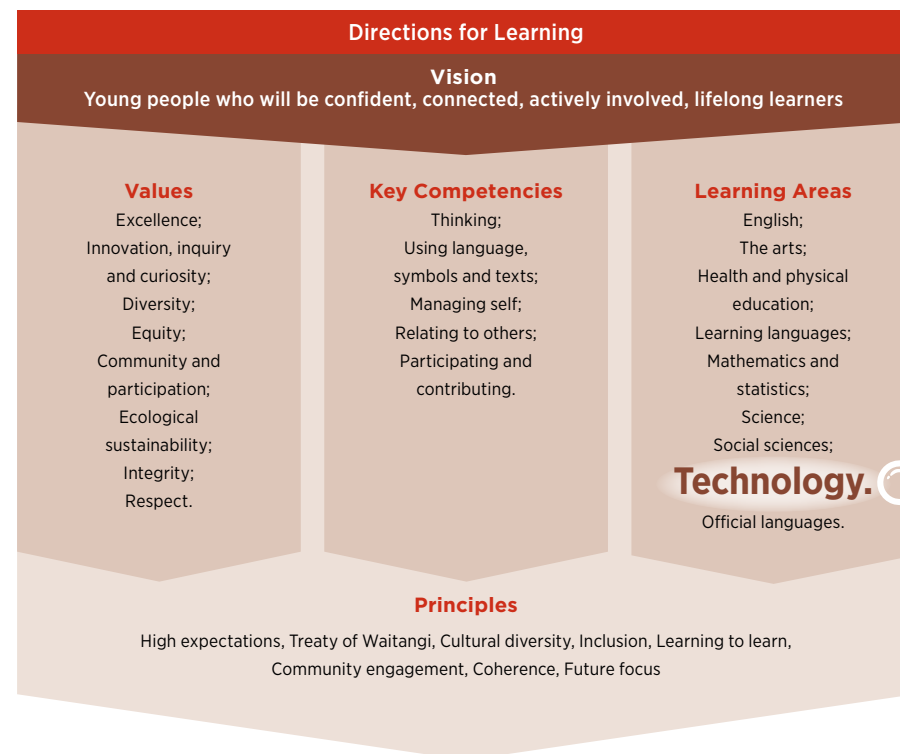 Directions for Learning
Vision
Young people who will be confident, connected, actively involved, lifelong learners
Values
Excellence;
Innovation, inquiry
and curiosity;
Diversity;
Equity;
Community and
participation;
Ecological
sustainability;
Integrity;
Respect.
Key Competencies
Thinking;
Using language,
symbols and texts;
Managing self;
Relating to others;
Participating and
contributing.
Learning Areas
English;
The arts;
Health and physical
education;
Learning languages;
Mathematics and
statistics;
Science;
Social sciences;
Technology.
Official languages.
Principles
High expectations, Treaty of Waitangi, Cultural diversity, Inclusion, Learning to learn,
Community engagement, Coherence, Future focus